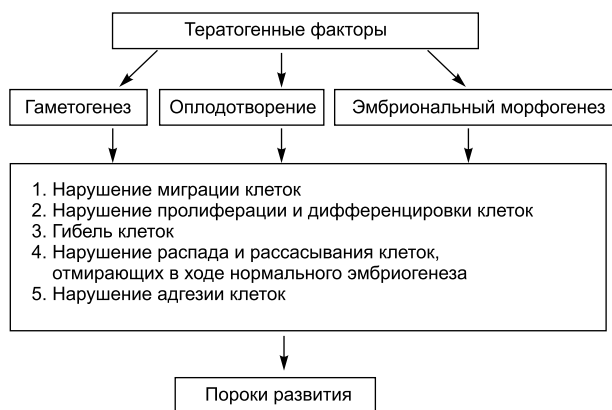 Тератогенные факторы
Гаметогенез
Оплодотворение
Эмбриональный морфогенез
1. Нарушение миграции клеток
2. Нарушение пролиферации и дифференцировки клеток
3. Гибель клеток
4. Нарушение распада и рассасывания клеток,
отмирающих в ходе нормального эмбриогенеза
5. Нарушение адгезии клеток
Пороки развития